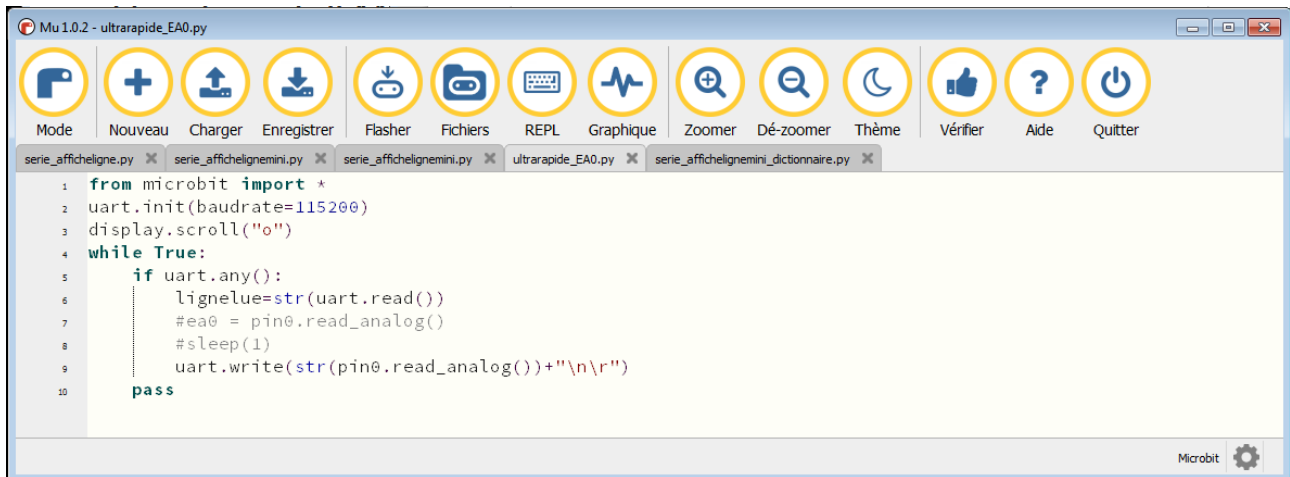 Mu 1.0.2 - ultrarapide_EA0.py
Mode Nouveau Charger Enregistrer Flasher Fichiers REPL Graphique Zoomer Dé-zoomer Thème Vérifier Aide Quitter
serie_afficheligne.py serie_affichelignemini.py serie_affichelignemini.py ultrarapide_EA0.py serie_affichelignemini_dictionnaire.py
1 from microbit import *
2 uart.init(baudrate=115200)
3 display.scroll("o")
4 while True:
5     if uart.any():
6         lignelue=str(uart.read())
7         #ea0 = pin0.read_analog()
8         #sleep(1)
9         uart.write(str(pin0.read_analog())+"\n\r")
10     pass
Microbit